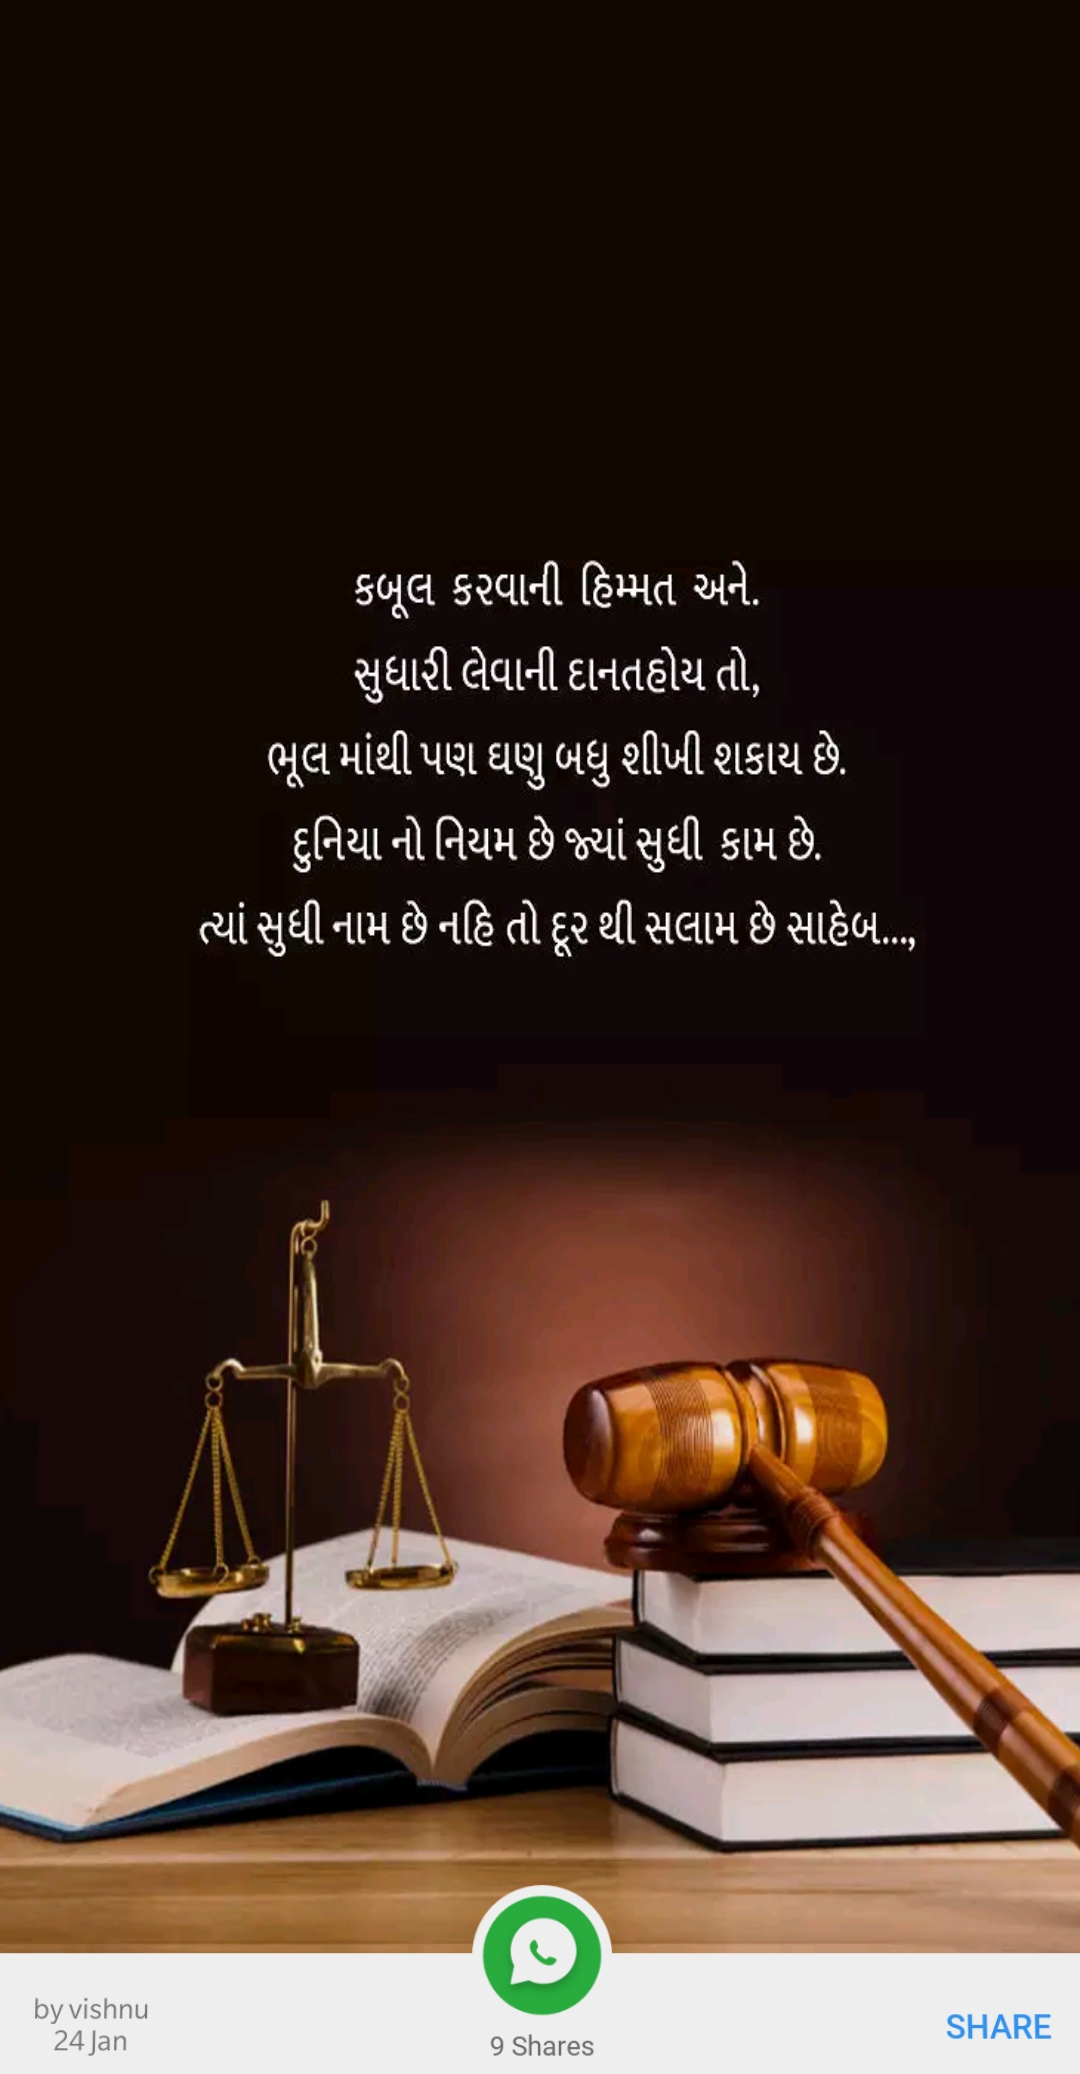 કબૂલ કરવાની હિમ્મત અને.
સુધારી લેવાની દાનતહોય તો,
ભૂલ માંથી પણ ઘણુ બધુ શીખી શકાય છે.
દુનિયા નો નિયમ છે જ્યાં સુધી કામ છે.
ત્યાં સુધી નામ છે નહિ તો દૂર થી સલામ છે સાહેબ...,
by vishnu
24 Jan
9 Shares
SHARE